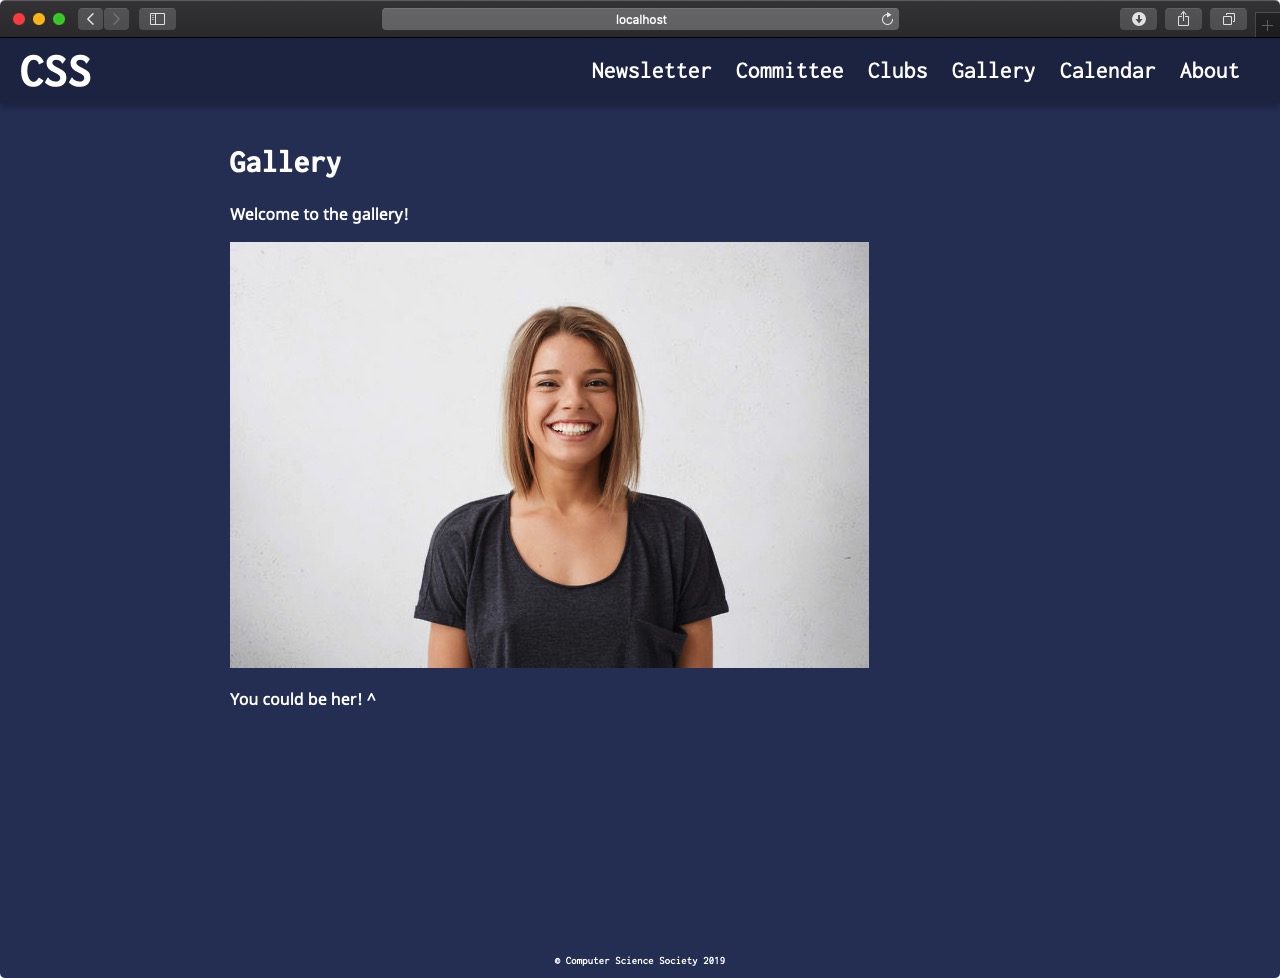 localhost
CSS
Newsletter Committee Clubs Gallery Calendar About
Gallery
Welcome to the gallery!
You could be her! ^
© Computer Science Society 2019